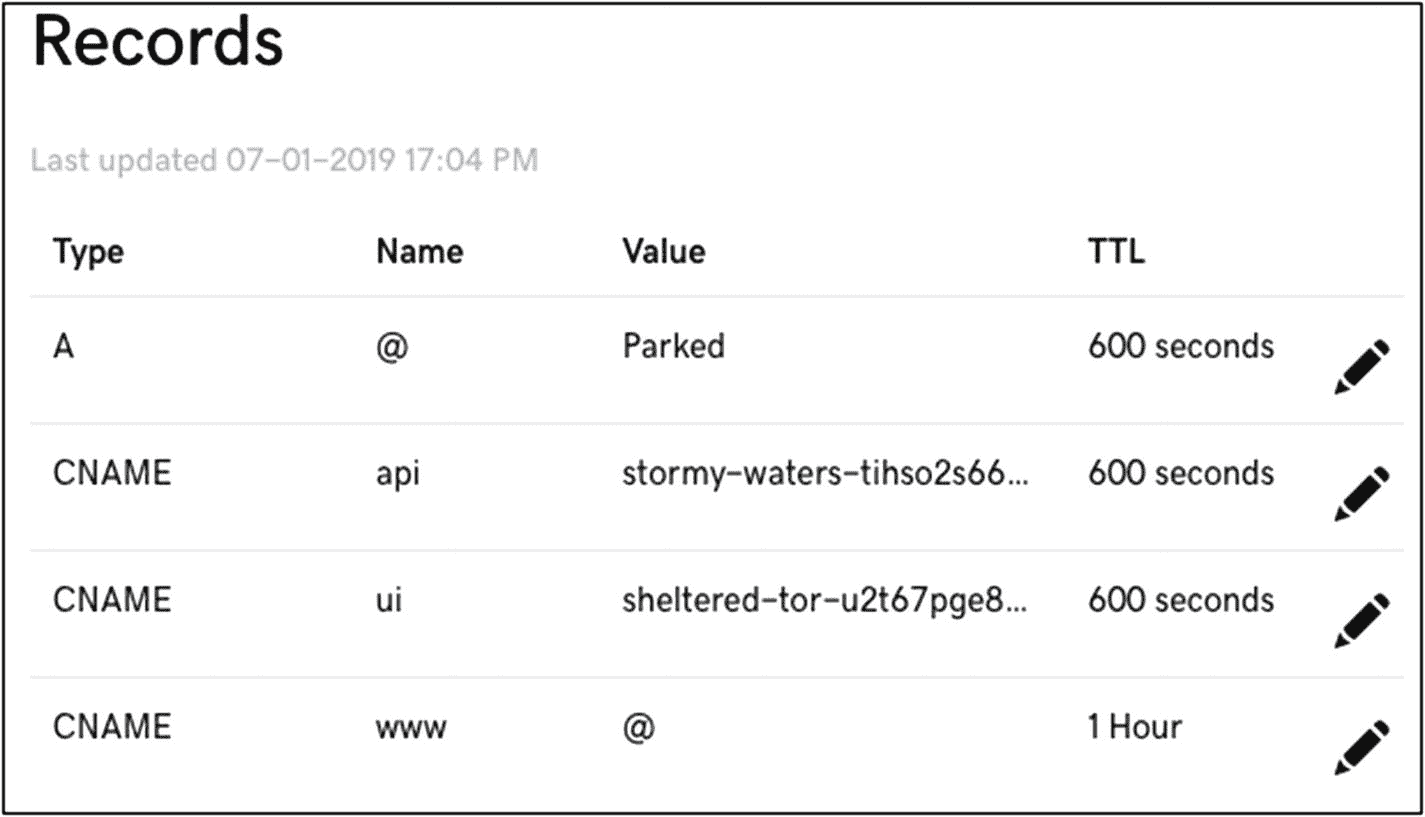 Records
Last updated 07-01-2019 17:04 PM
Type Name Value TTL
A @ Parked 600 seconds
CNAME api stormy-waters-tihso2s66... 600 seconds
CNAME ui sheltered-tor-u2t67pge8... 600 seconds
CNAME www @ 1 Hour